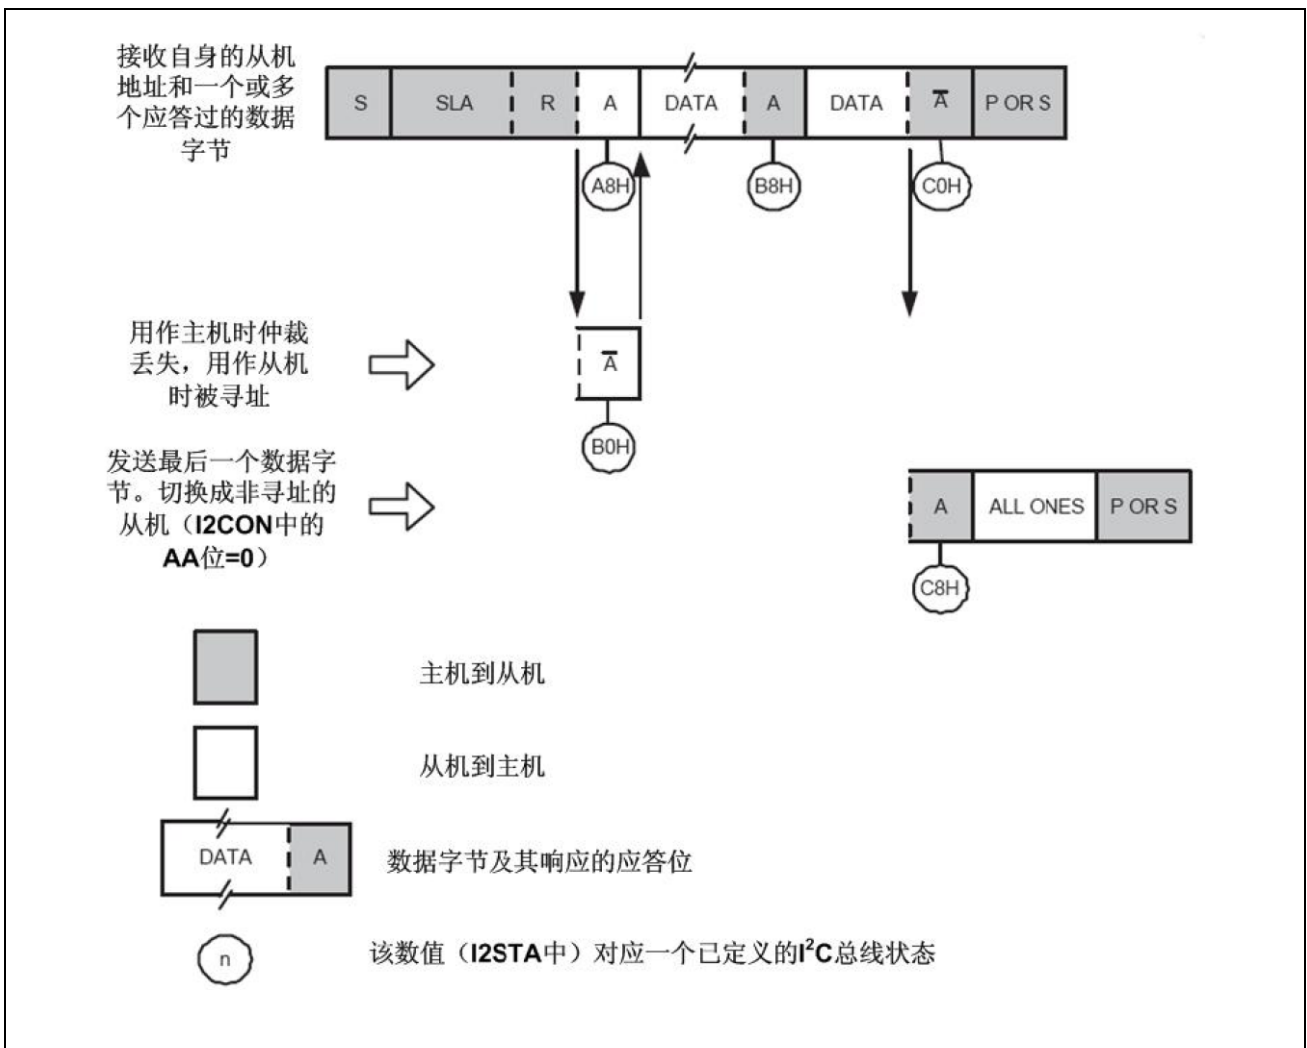 接收自身的从机
地址和一个或多
个应答过的数据
字节
S SLA R A DATA A DATA A̅ P OR S
A8H B8H C0H
用作主机时仲裁
丢失，用作从机
时被寻址
A̅
B0H
发送最后一个数据字
节。切换成非寻址的
从机（I2CON中的
AA位=0）
A ALL ONES P OR S
C8H
主机到从机
从机到主机
DATA A
数据字节及其响应的应答位
n
该数值（I2STA中）对应一个已定义的I²C总线状态